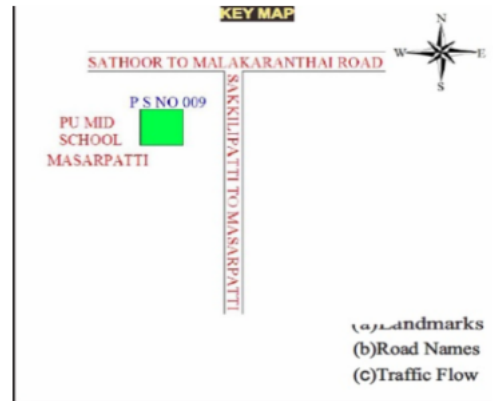 KEY MAP
N
W E
S
SATHOOR TO MALAKARANTHAI ROAD
P S NO 009
PU MID
SCHOOL
MASARPATTI
SAKKILIPATTI TO MASARPATTI
(a)Landmarks
(b)Road Names
(c)Traffic Flow